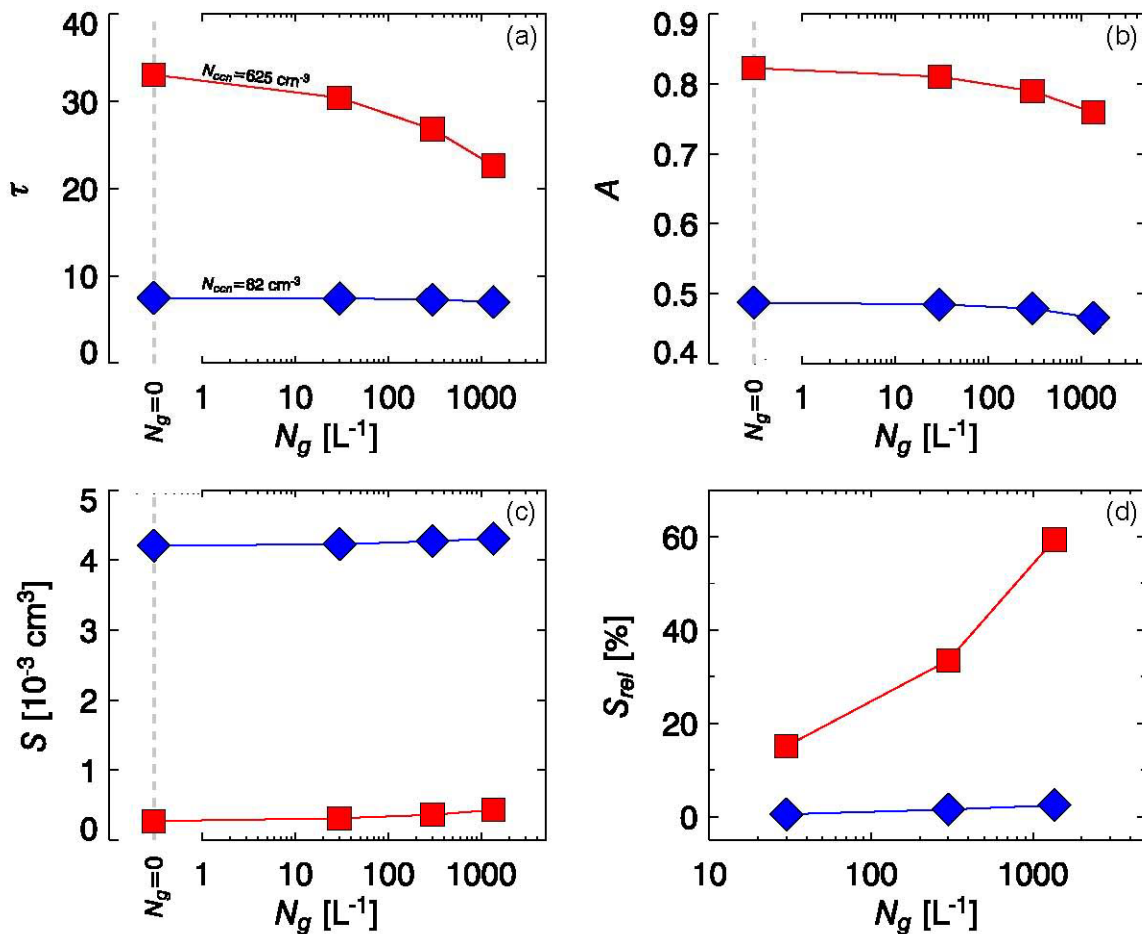 (a)
40
30
20
10
0
τ
N_ccn=625 cm⁻³
N_ccn=82 cm⁻³
N_g=0
1 10 100 1000
N_g [L⁻¹]
(b)
0.9
0.8
0.7
0.6
0.5
0.4
A
N_g=0
1 10 100 1000
N_g [L⁻¹]
(c)
5
4
3
2
1
0
S [10⁻³ cm³]
N_g=0
1 10 100 1000
N_g [L⁻¹]
(d)
60
40
20
0
S_rel [%]
10 100 1000
N_g [L⁻¹]